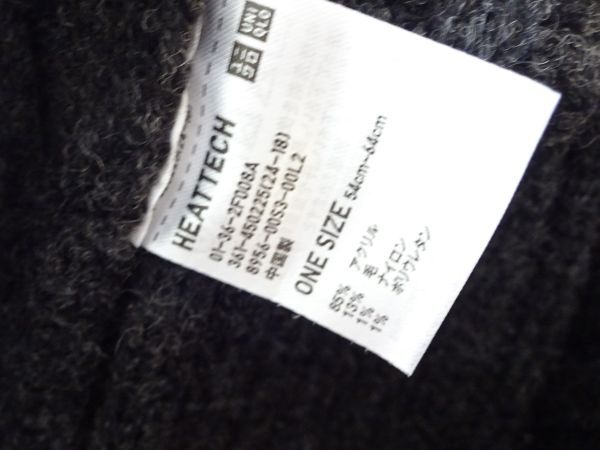 ユニ
クロ
UNI
QLO
HEATTECH
01-36-2F008A
361-450225(24-18)
8956-00S3-00L2
中国製
ONE SIZE 54cm~64cm
85% アクリル
13% 毛
1% ナイロン
1% ポリウレタン